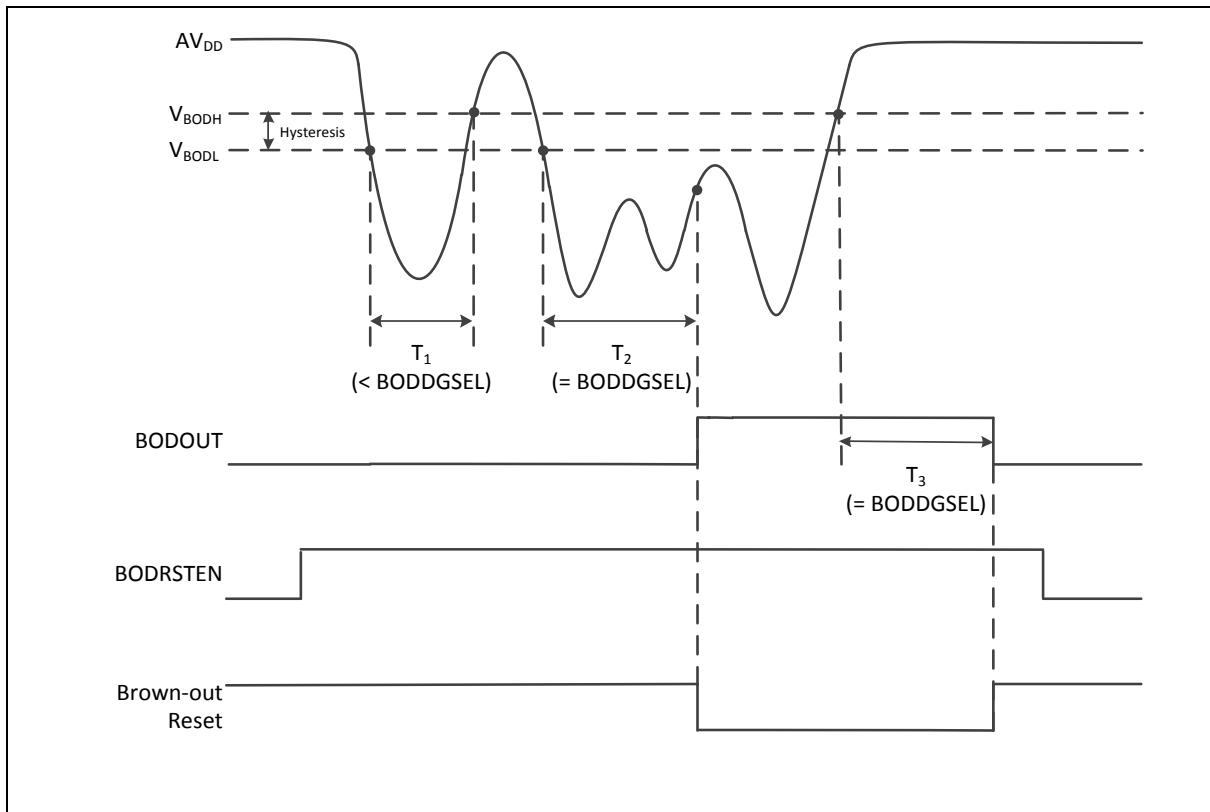 AVDD
VBODH
Hysteresis
VBODL
T1
(< BODDGSEL)
T2
(= BODDGSEL)
BODOUT
T3
(= BODDGSEL)
BODRSTEN
Brown-out
Reset